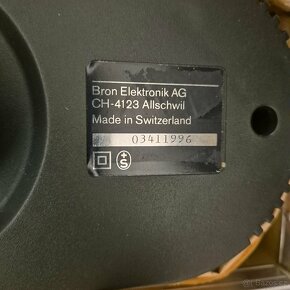 Bron Elektronik AG
CH-4123 Allschwil
Made in Switzerland
03411996
+S